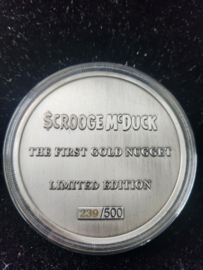 $CROOGE McDUCK
THE FIRST GOLD NUGGET
LIMITED EDITION
239/500